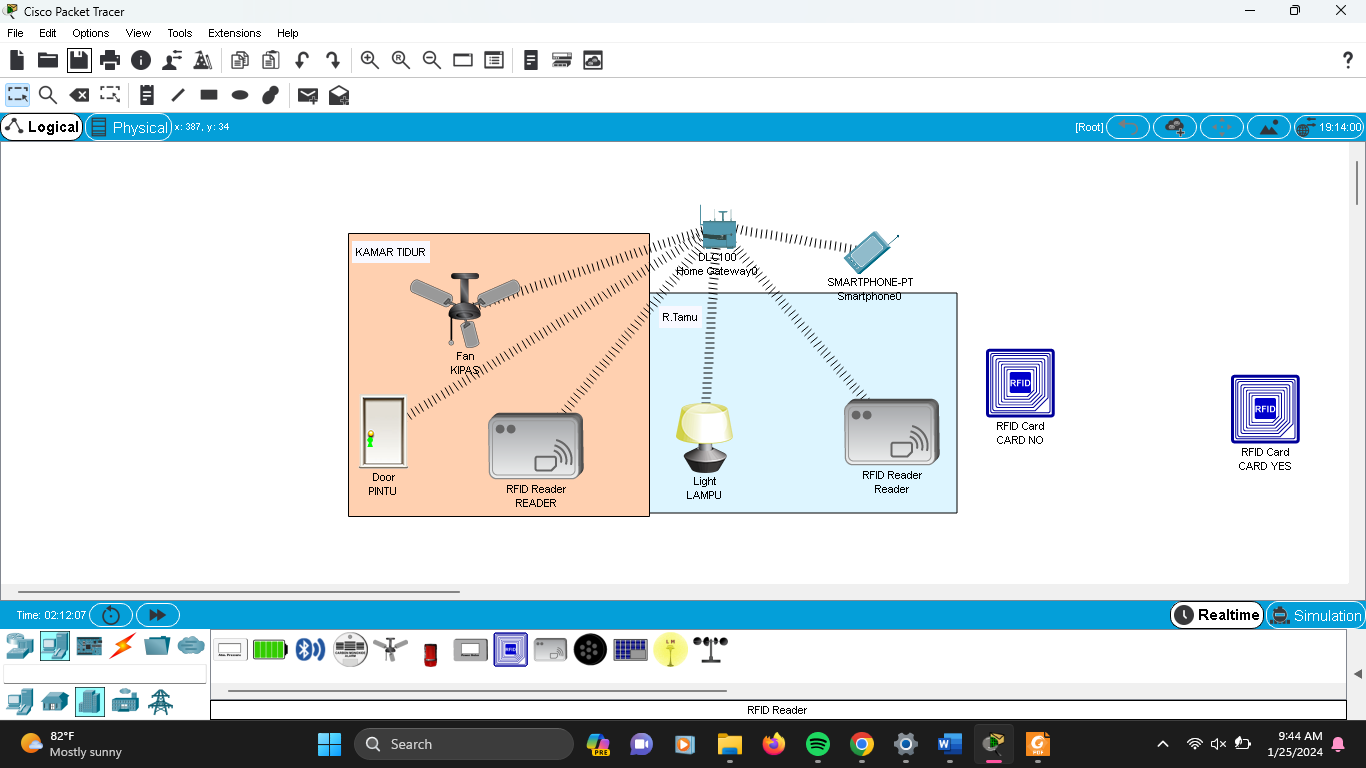 Cisco Packet Tracer
File Edit Options View Tools Extensions Help
R
?
Logical Physical x: 387, y: 34 [Root] 19:14:00
KAMAR TIDUR
DLC100
Home Gateway0
SMARTPHONE-PT
Smartphone0
R.Tamu
Fan
KIPAS
RFID
RFID Card
CARD NO
RFID
RFID Card
CARD YES
Door
PINTU
RFID Reader
READER
Light
LAMPU
RFID Reader
Reader
Time: 02:12:07 Realtime Simulation
RFID Reader
82°F
Mostly sunny
Search
PRE
9:44 AM
1/25/2024